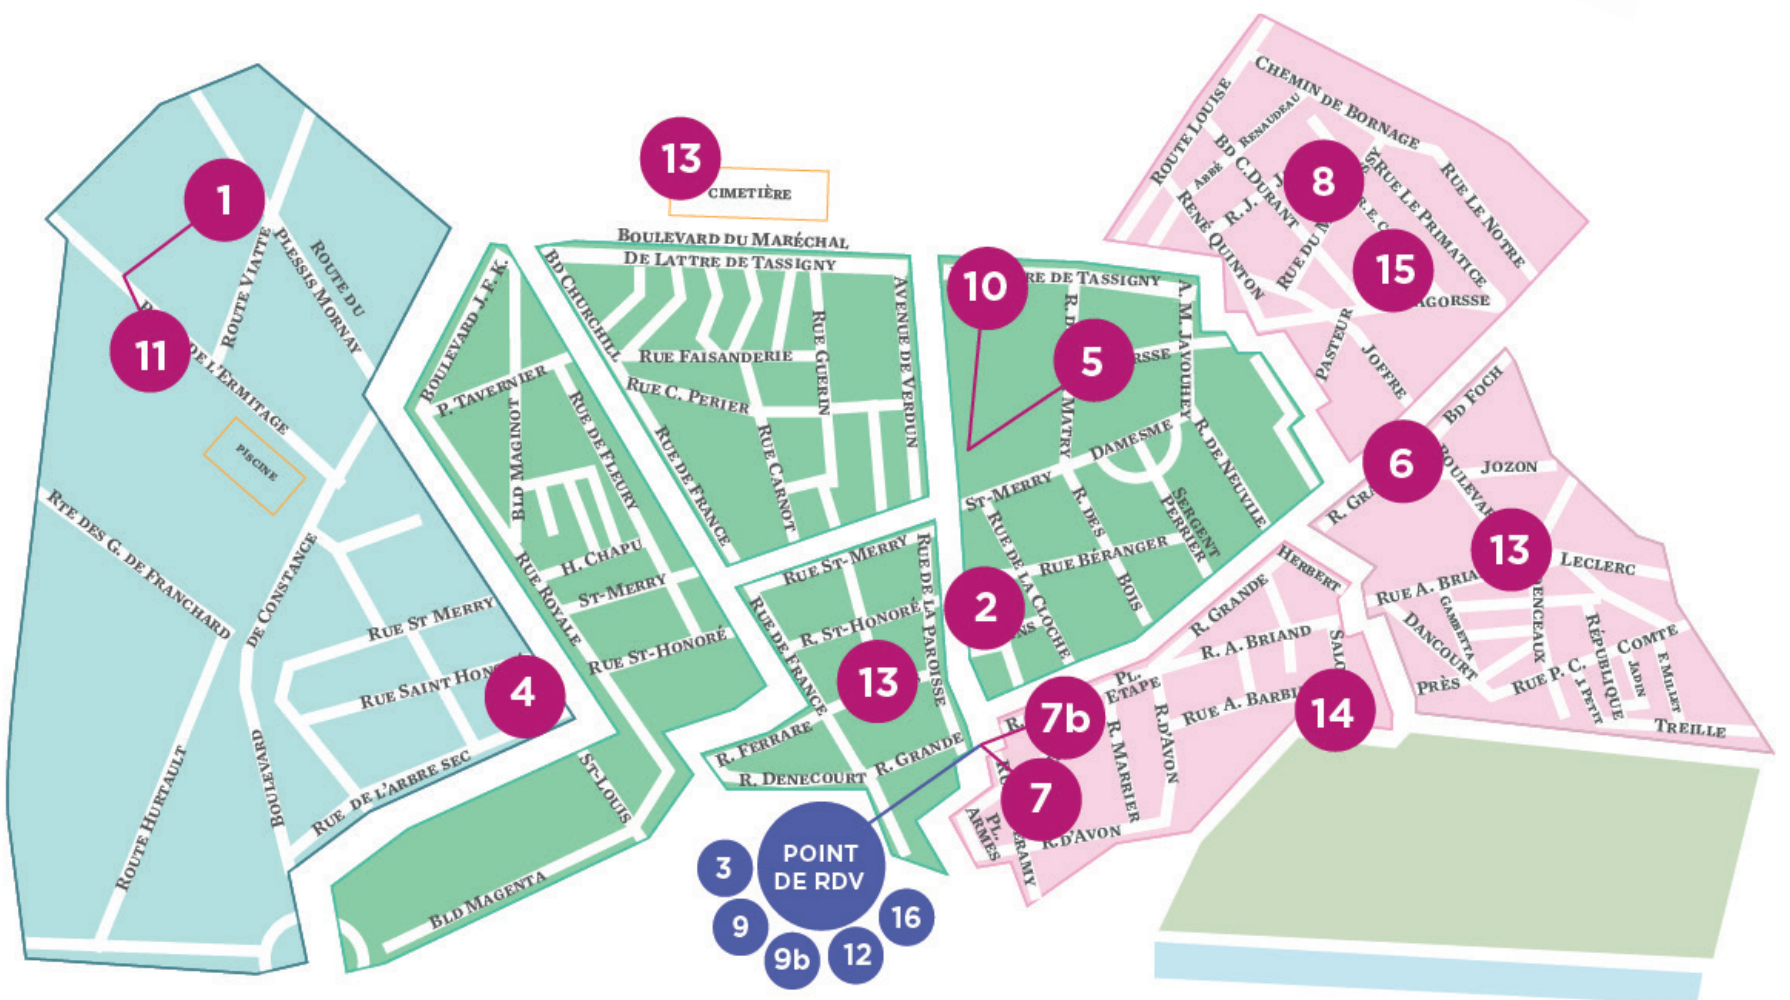 1
11
ROUTE VIATTE
PLESSIS MORNAY
ROUTE DU
DE L'ERMITAGE
PISCINE
RTE DES G. DE FRANCHARD
DE CONSTANCE
BOULEVARD
ROUTE HURTAULT
RUE ST MERRY
RUE SAINT HON
4
RUE DE L'ARBRE SEC
13
CIMETIÈRE
BOULEVARD DU MARÉCHAL
DE LATTRE DE TASSIGNY
BOULEVARD J.F.K.
P. TAVERNIER
BLD MAGINOT
RUE DE FLEURY
H. CHAPU
ST-MERRY
RUE ROYALE
RUE ST-HONORÉ
ST-LOUIS
BLD MAGENTA
BD CHURCHILL
RUE FAISANDERIE
RUE C. PERIER
RUE GUERIN
AVENUE DE VERDUN
RUE CARNOT
RUE DE FRANCE
RUE ST-MERRY
R. ST-HONORÉ
RUE DE LA PAROISSE
RUE DE FRANCE
13
R. FERRARE
R. DENECOURT
R. GRANDE
10
RE DE TASSIGNY
5
RSSE
MATRY
A. M. JAVOUHEY
DAMESME
R. DE NEUVILLE
ST-MERRY
R. DES
BOIS
SERGENT
PERRIER
RUE BÉRANGER
RUE DE LA CLOCHE
2
NS
CHEMIN DE BORNAGE
ROUTE LOUISE
ABBÉ RENAUDEAU
BD C. DURANT
R. J.
8
RUE LE PRIMATICE
RUE LE NOTRE
RENÉ QUINTON
RUE DU M
R. E. C
15
AGORSSE
PASTEUR
JOFFRE
BD FOCH
6
R. GRA
BOULEVAR
JOZON
13
LECLERC
RUE A. BRIA
GAMBETTA
DANCOURT
PRÈS
ENCEAUX
RÉPUBLIQUE
RUE P. C.
COMTE
J. PETIT
JADIN
F. MILLET
TREILLE
HERBERT
R. GRANDE
R. A. BRIAND
SALO
PL.
ETAPE
RUE A. BARBI
14
7b
R.
R. MARRIER
R. D'AVON
7
PL.
ARMES
ERAMY
R. D'AVON
POINT
DE RDV
3
9
9b
12
16